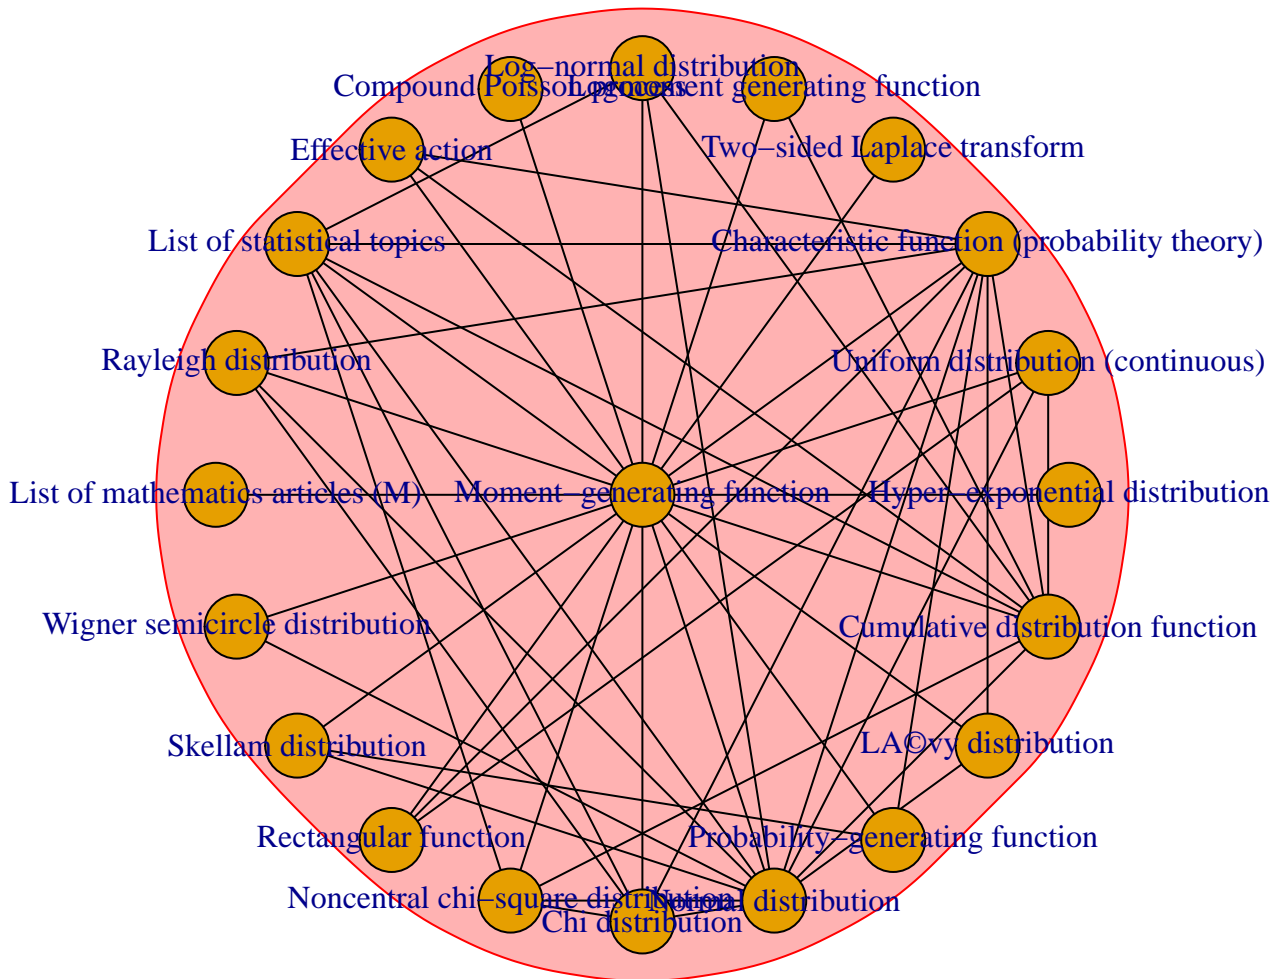 Log−normal distribution
Compound Poisson process
Logmoment generating function
Effective action
Two−sided Laplace transform
List of statistical topics
Characteristic function (probability theory)
Rayleigh distribution
Uniform distribution (continuous)
List of mathematics articles (M)
Moment−generating function
Hyper−exponential distribution
Wigner semicircle distribution
Cumulative distribution function
Skellam distribution
LÃ©vy distribution
Rectangular function
Probability−generating function
Noncentral chi−square distribution
Normal distribution
Chi distribution